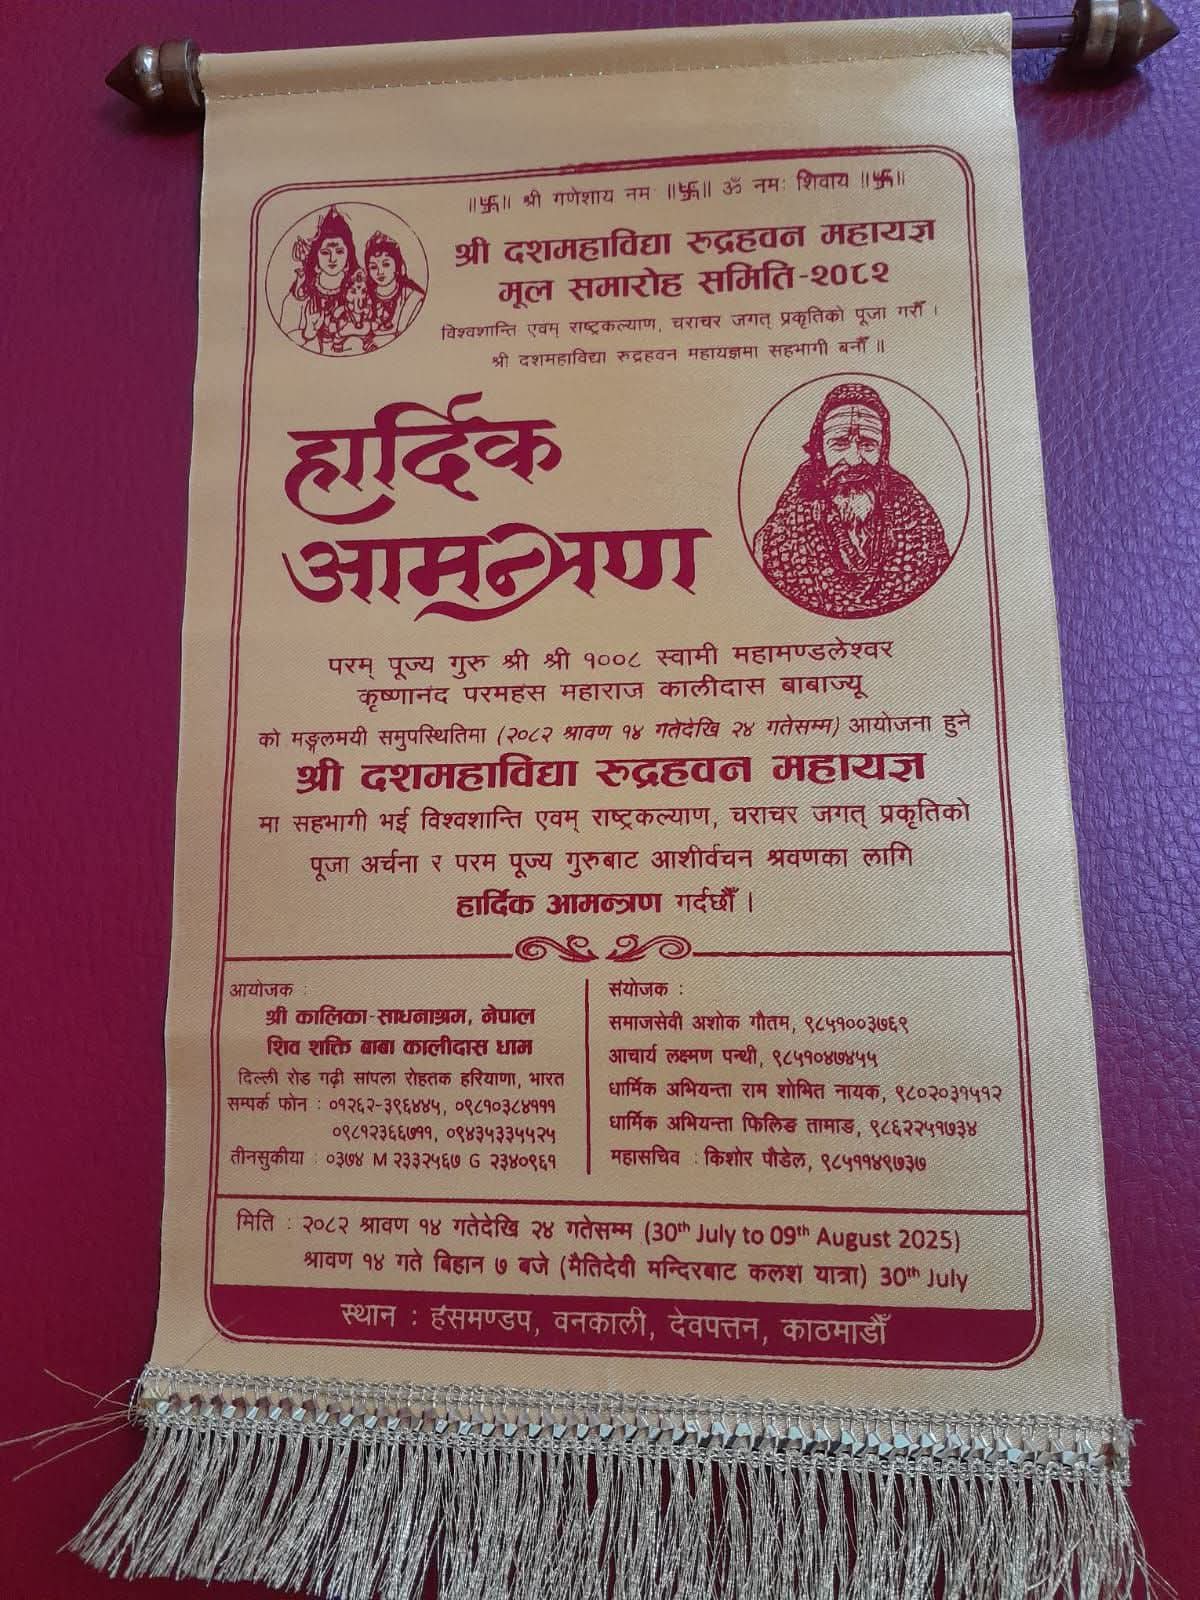 ॥卐॥ श्री गणेशाय नमः ॥卐॥ ॐ नमः शिवाय ॥卐॥
श्री दशमहाविद्या रुद्रहवन महायज्ञ
मूल समारोह समिति-२०८२
विश्वशान्ति एवम् राष्ट्रकल्याण, चराचर जगत् प्रकृतिको पूजा गरौं ।
श्री दशमहाविद्या रुद्रहवन महायज्ञमा सहभागी बनौं ॥
हार्दिक
आमन्त्रण
परम् पूज्य गुरु श्री श्री १००८ स्वामी महामण्डलेश्वर
कृष्णानंद परमहंस महाराज कालीदास बाबाज्यू
को मङ्गलमयी समुपस्थितिमा (२०८२ श्रावण १४ गतेदेखि २४ गतेसम्म) आयोजना हुने
श्री दशमहाविद्या रुद्रहवन महायज्ञ
मा सहभागी भई विश्वशान्ति एवम् राष्ट्रकल्याण, चराचर जगत् प्रकृतिको
पूजा अर्चना र परम पूज्य गुरुबाट आशीर्वचन श्रवणका लागि
हार्दिक आमन्त्रण गर्दछौँ ।
आयोजक :
श्री कालिका-साधनाश्रम, नेपाल
शिव शक्ति बाबा कालीदास धाम
दिल्ली रोड गढ़ी सांपला रोहतक हरियाणा, भारत
सम्पर्क फोन : ०१२६२-३९६४४५, ०९८१०३८४१११
०९८१२३६६७११, ०९४३५३३५५२५
तीनसुकीया : ०३७४ M २३३२५६७ G २३४०९६१
संयोजक :
समाजसेवी अशोक गौतम, ९८५१००३७६९
आचार्य लक्ष्मण पन्थी, ९८५१०४७४५५
धार्मिक अभियन्ता राम शोभित नायक, ९८०२०३१५१२
धार्मिक अभियन्ता फिलिङ तामाङ, ९८६२२५१७३४
महासचिव : किशोर पौडेल, ९८५११४९७३७
मिति : २०८२ श्रावण १४ गतेदेखि २४ गतेसम्म (30th July to 09th August 2025)
श्रावण १४ गते बिहान ७ बजे (मैतिदेवी मन्दिरबाट कलश यात्रा) 30th July
स्थान : हंसमण्डप, वनकाली, देवपत्तन, काठमाडौँ